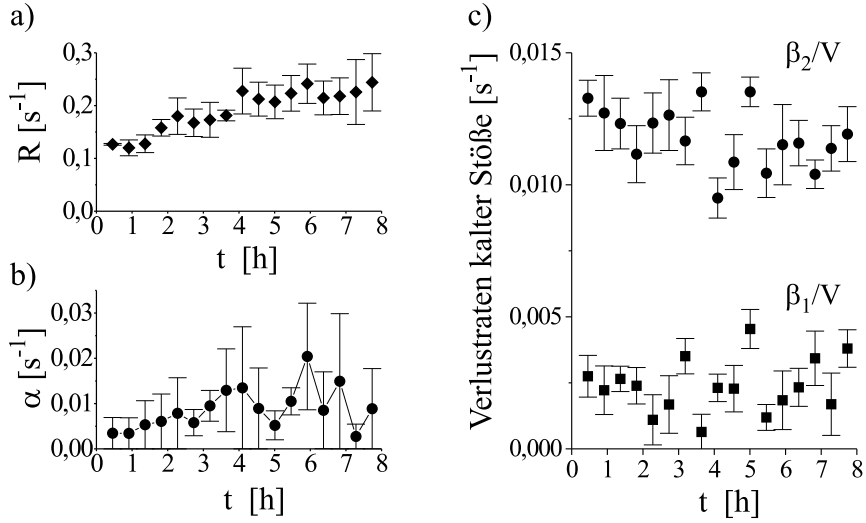 a)
R [s⁻¹]
0,3
0,2
0,1
0,0
0 1 2 3 4 5 6 7 8
t [h]
b)
α [s⁻¹]
0,03
0,02
0,01
0,00
0 1 2 3 4 5 6 7 8
t [h]
c)
Verlustraten kalter Stöße [s⁻¹]
0,015
0,010
0,005
0,000
β₂/V
β₁/V
0 1 2 3 4 5 6 7 8
t [h]